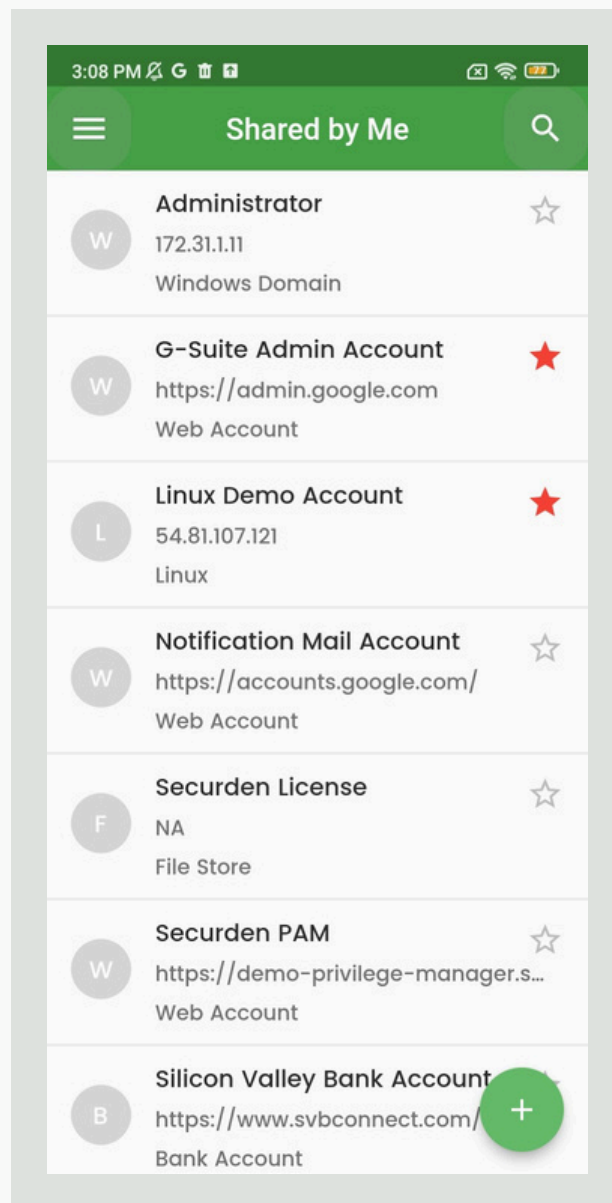 3:08 PM G 77
Shared by Me
Administrator
W
172.31.1.11
Windows Domain
G-Suite Admin Account
W
https://admin.google.com
Web Account
Linux Demo Account
L
54.81.107.121
Linux
Notification Mail Account
W
https://accounts.google.com/
Web Account
Securden License
F
NA
File Store
Securden PAM
W
https://demo-privilege-manager.s...
Web Account
Silicon Valley Bank Account
B
https://www.svbconnect.com/
+
Bank Account